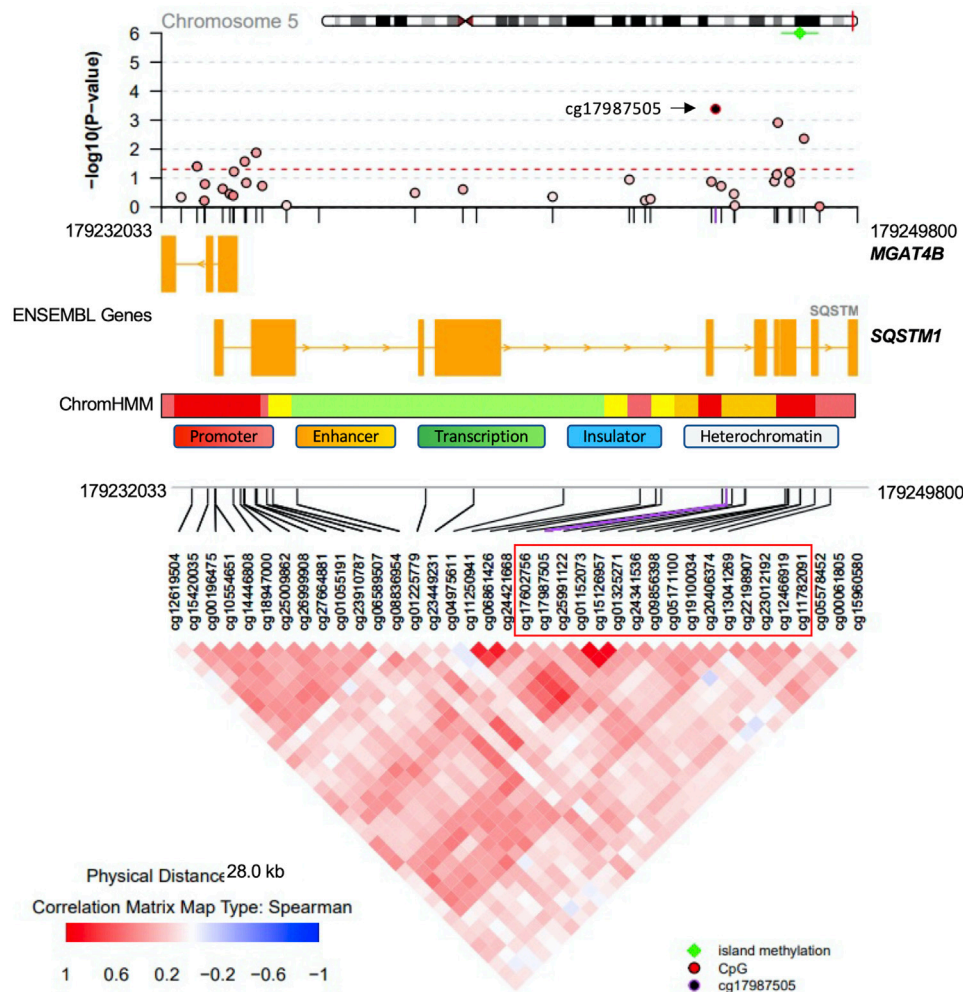 Chromosome 5
6
5
4
3
2
1
0
−log10(P−value)
cg17987505
179232033
179249800
MGAT4B
ENSEMBL Genes
SQSTM
SQSTM1
ChromHMM
Promoter
Enhancer
Transcription
Insulator
Heterochromatin
179232033
179249800
cg12619504
cg15420035
cg00196475
cg10554651
cg14446808
cg18947000
cg25009862
cg26999908
cg27664881
cg01055191
cg23910787
cg06589507
cg08836954
cg01225779
cg23449231
cg04975611
cg11250941
cg06861426
cg24421668
cg17602756
cg17987505
cg25991122
cg01152073
cg15126957
cg01325271
cg24341536
cg09856398
cg05771100
cg19100034
cg20406374
cg13041269
cg22198907
cg23012192
cg12466919
cg11782091
cg05578452
cg00061805
cg15960580
Physical Distance 28.0 kb
Correlation Matrix Map Type: Spearman
1 0.6 0.2 −0.2 −0.6 −1
island methylation
CpG
cg17987505